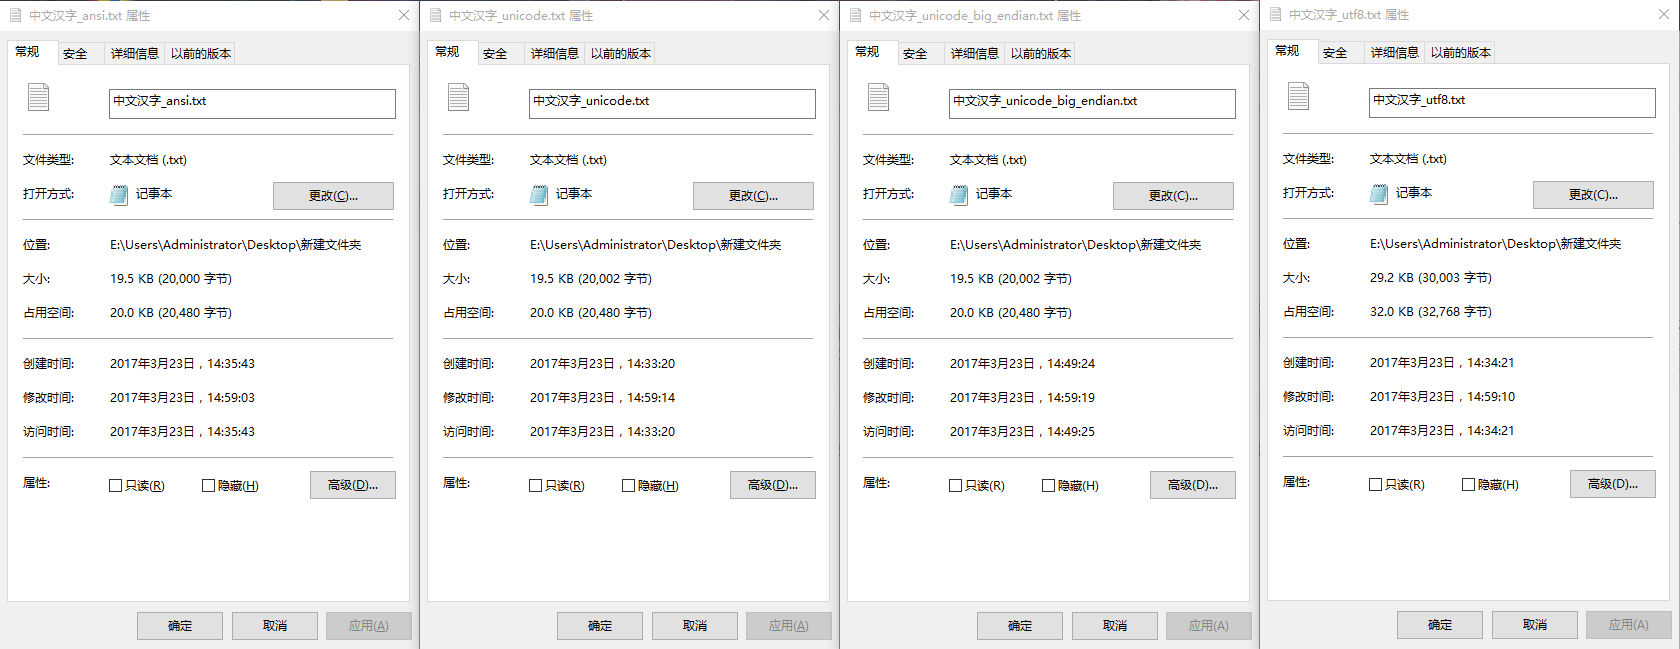 中文汉字_ansi.txt 属性
常规 安全 详细信息 以前的版本
中文汉字_ansi.txt
文件类型: 文本文档 (.txt)
打开方式: 记事本 更改(C)...
位置: E:\Users\Administrator\Desktop\新建文件夹
大小: 19.5 KB (20,000 字节)
占用空间: 20.0 KB (20,480 字节)
创建时间: 2017年3月23日，14:35:43
修改时间: 2017年3月23日，14:59:03
访问时间: 2017年3月23日，14:35:43
属性: 只读(R) 隐藏(H) 高级(D)...
确定 取消 应用(A)
中文汉字_unicode.txt 属性
常规 安全 详细信息 以前的版本
中文汉字_unicode.txt
文件类型: 文本文档 (.txt)
打开方式: 记事本 更改(C)...
位置: E:\Users\Administrator\Desktop\新建文件夹
大小: 19.5 KB (20,002 字节)
占用空间: 20.0 KB (20,480 字节)
创建时间: 2017年3月23日，14:33:20
修改时间: 2017年3月23日，14:59:14
访问时间: 2017年3月23日，14:33:20
属性: 只读(R) 隐藏(H) 高级(D)...
确定 取消 应用(A)
中文汉字_unicode_big_endian.txt 属性
常规 安全 详细信息 以前的版本
中文汉字_unicode_big_endian.txt
文件类型: 文本文档 (.txt)
打开方式: 记事本 更改(C)...
位置: E:\Users\Administrator\Desktop\新建文件夹
大小: 19.5 KB (20,002 字节)
占用空间: 20.0 KB (20,480 字节)
创建时间: 2017年3月23日，14:49:24
修改时间: 2017年3月23日，14:59:19
访问时间: 2017年3月23日，14:49:25
属性: 只读(R) 隐藏(H) 高级(D)...
确定 取消 应用(A)
中文汉字_utf8.txt 属性
常规 安全 详细信息 以前的版本
中文汉字_utf8.txt
文件类型: 文本文档 (.txt)
打开方式: 记事本 更改(C)...
位置: E:\Users\Administrator\Desktop\新建文件夹
大小: 29.2 KB (30,003 字节)
占用空间: 32.0 KB (32,768 字节)
创建时间: 2017年3月23日，14:34:21
修改时间: 2017年3月23日，14:59:10
访问时间: 2017年3月23日，14:34:21
属性: 只读(R) 隐藏(H) 高级(D)...
确定 取消 应用(A)